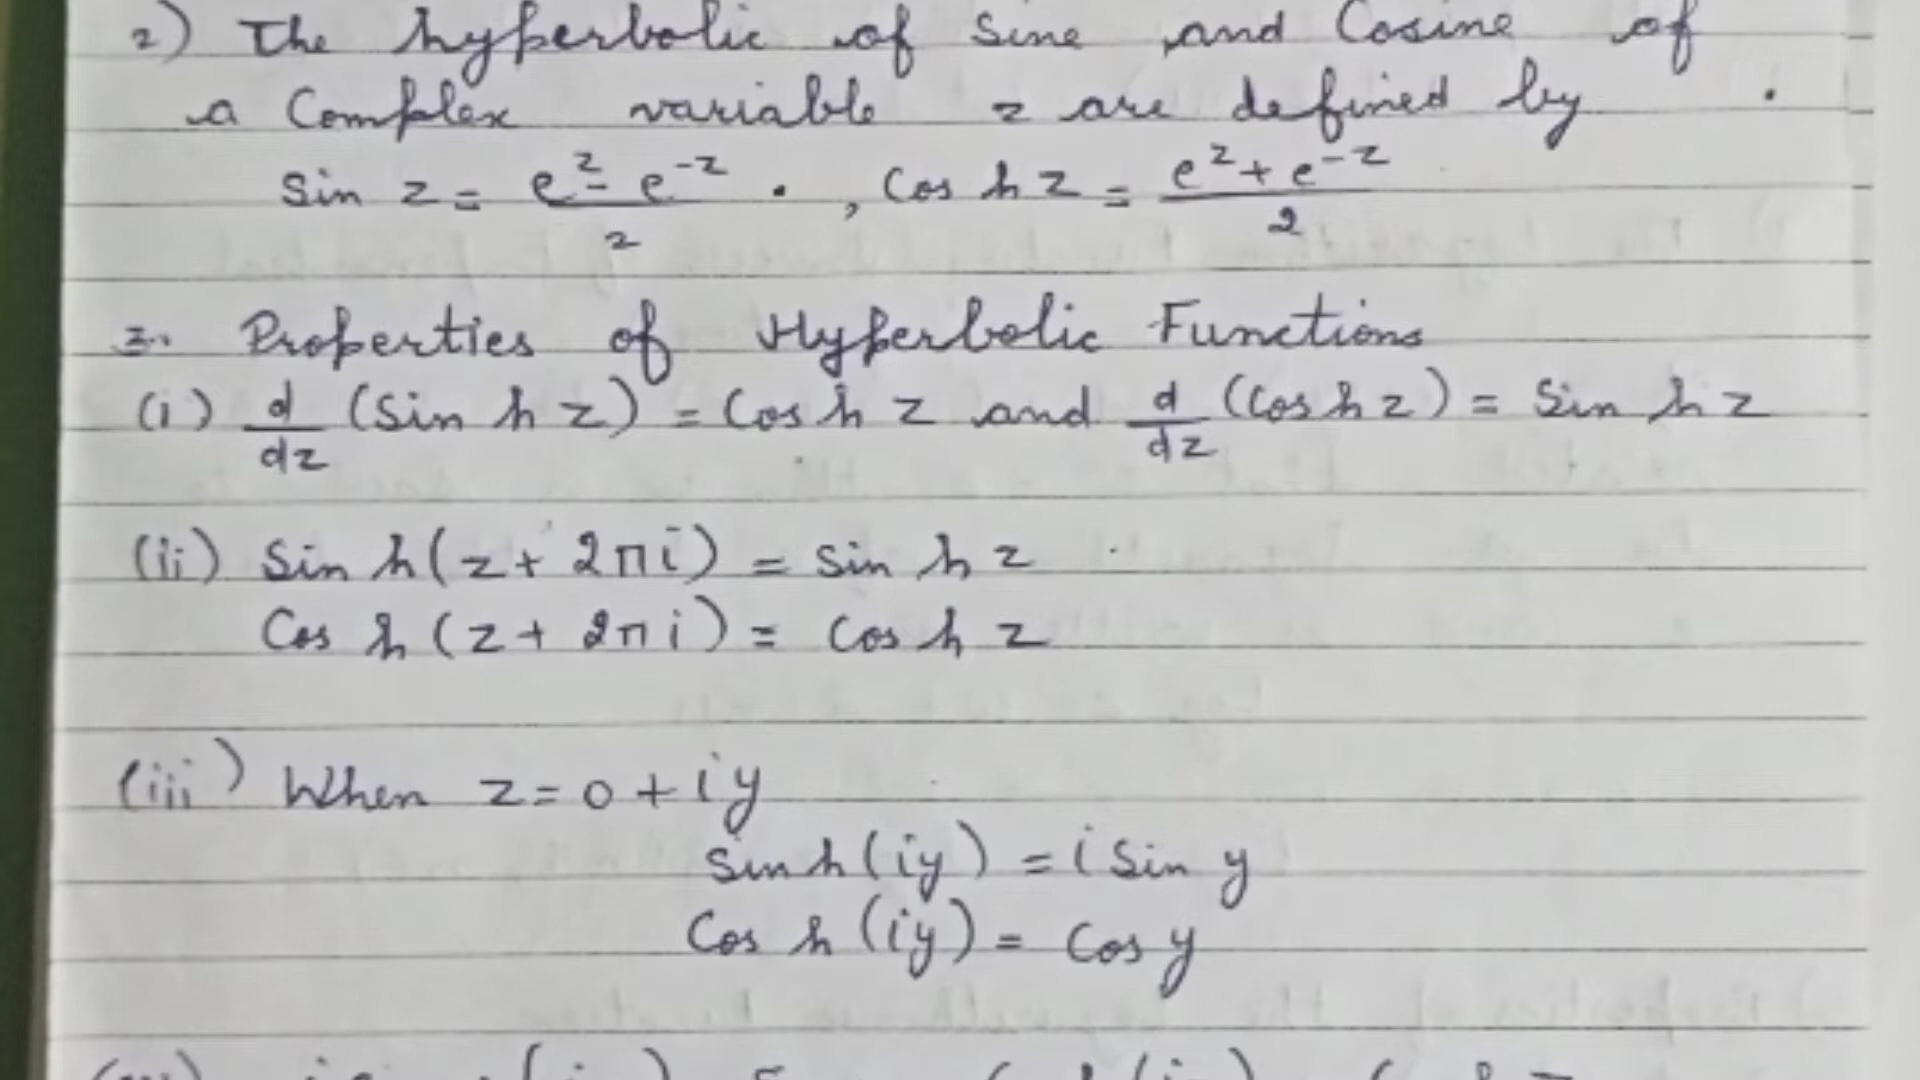 2) The hyperbolic of Sine and Cosine of
a Complex variable z are defined by
Sin z = (e^z - e^-z)/2 . , Cos h z = (e^z + e^-z)/2
3. Properties of Hyperbolic Functions
(i) d/dz (Sin h z) = Cos h z and d/dz (Cos h z) = Sin h z
(ii) Sin h (z + 2πi) = Sin h z
Cos h (z + 2πi) = Cos h z
(iii) When z = 0 + iy
Sin h (iy) = i Sin y
Cos h (iy) = Cos y